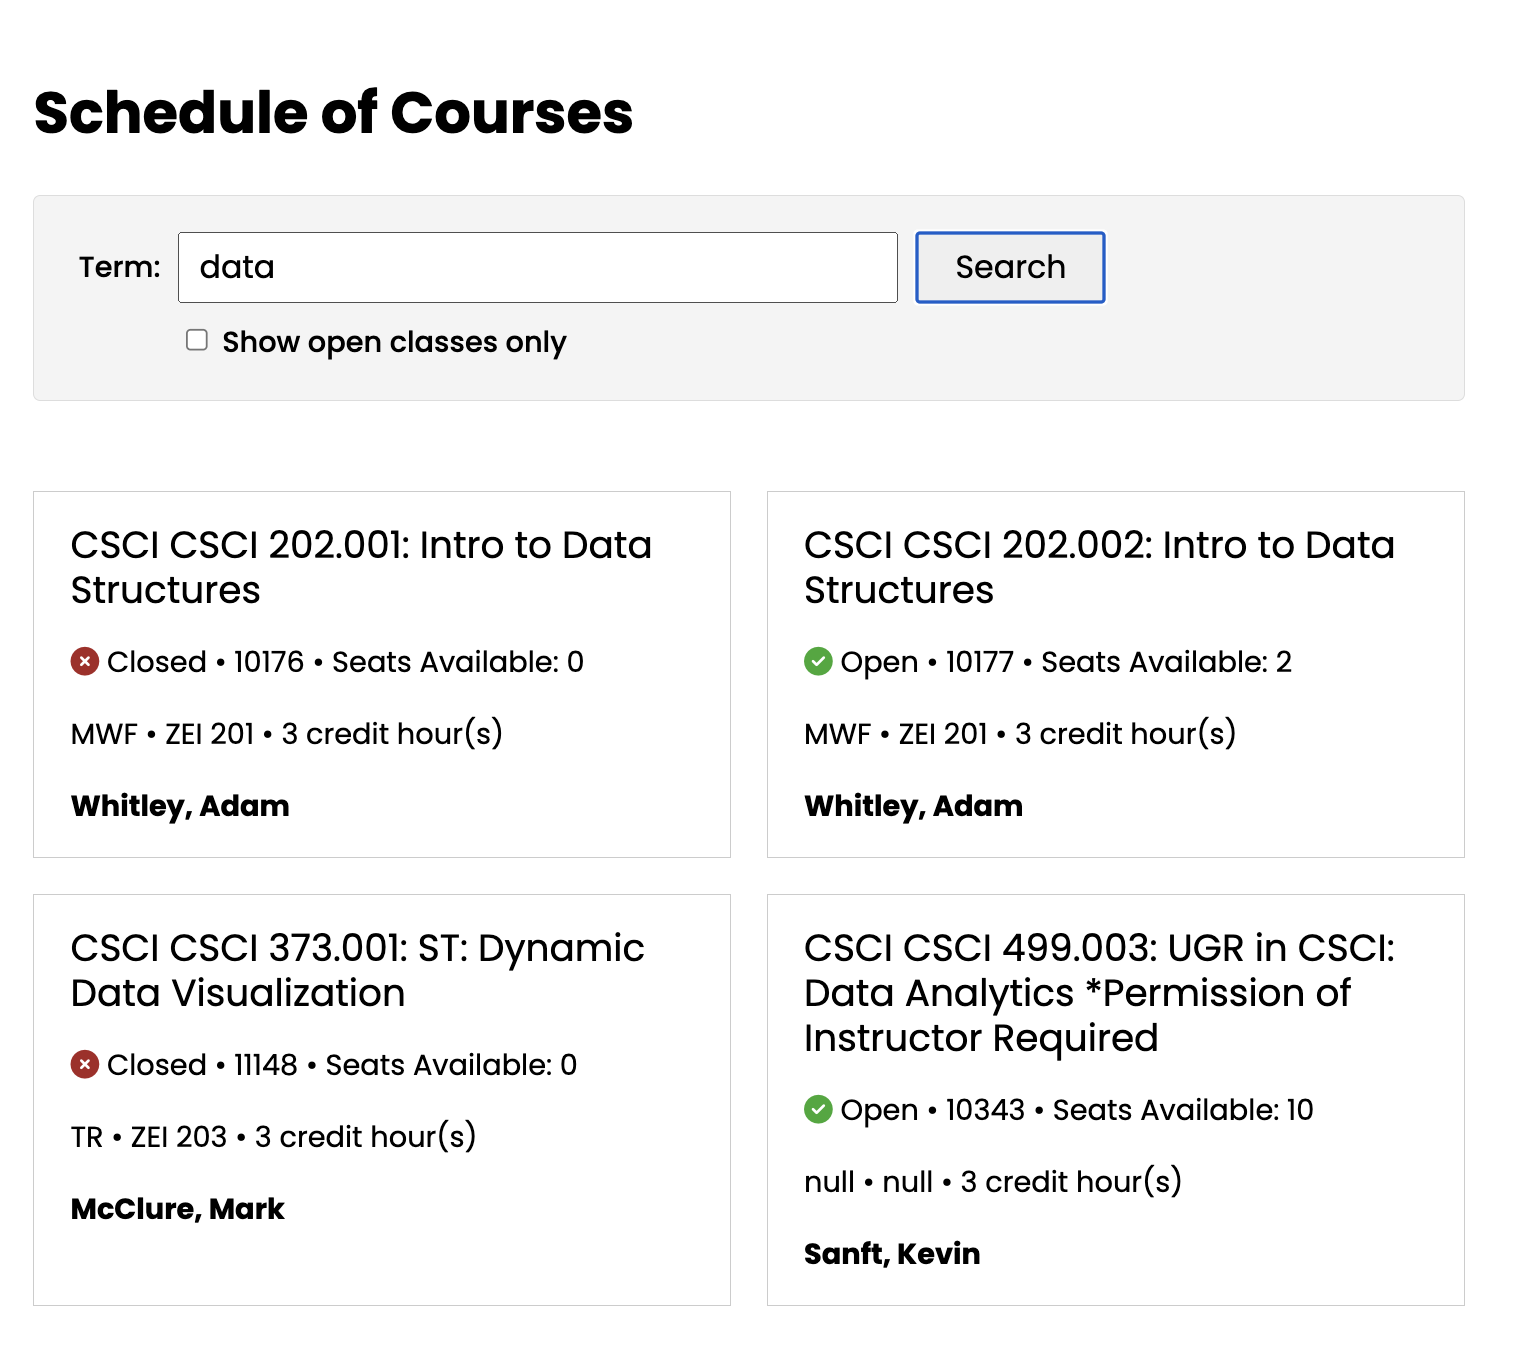 Schedule of Courses
Term:
data
Search
Show open classes only
CSCI CSCI 202.001: Intro to Data
Structures
Closed • 10176 • Seats Available: 0
MWF • ZEI 201 • 3 credit hour(s)
Whitley, Adam
CSCI CSCI 202.002: Intro to Data
Structures
Open • 10177 • Seats Available: 2
MWF • ZEI 201 • 3 credit hour(s)
Whitley, Adam
CSCI CSCI 373.001: ST: Dynamic
Data Visualization
Closed • 11148 • Seats Available: 0
TR • ZEI 203 • 3 credit hour(s)
McClure, Mark
CSCI CSCI 499.003: UGR in CSCI:
Data Analytics *Permission of
Instructor Required
Open • 10343 • Seats Available: 10
null • null • 3 credit hour(s)
Sanft, Kevin